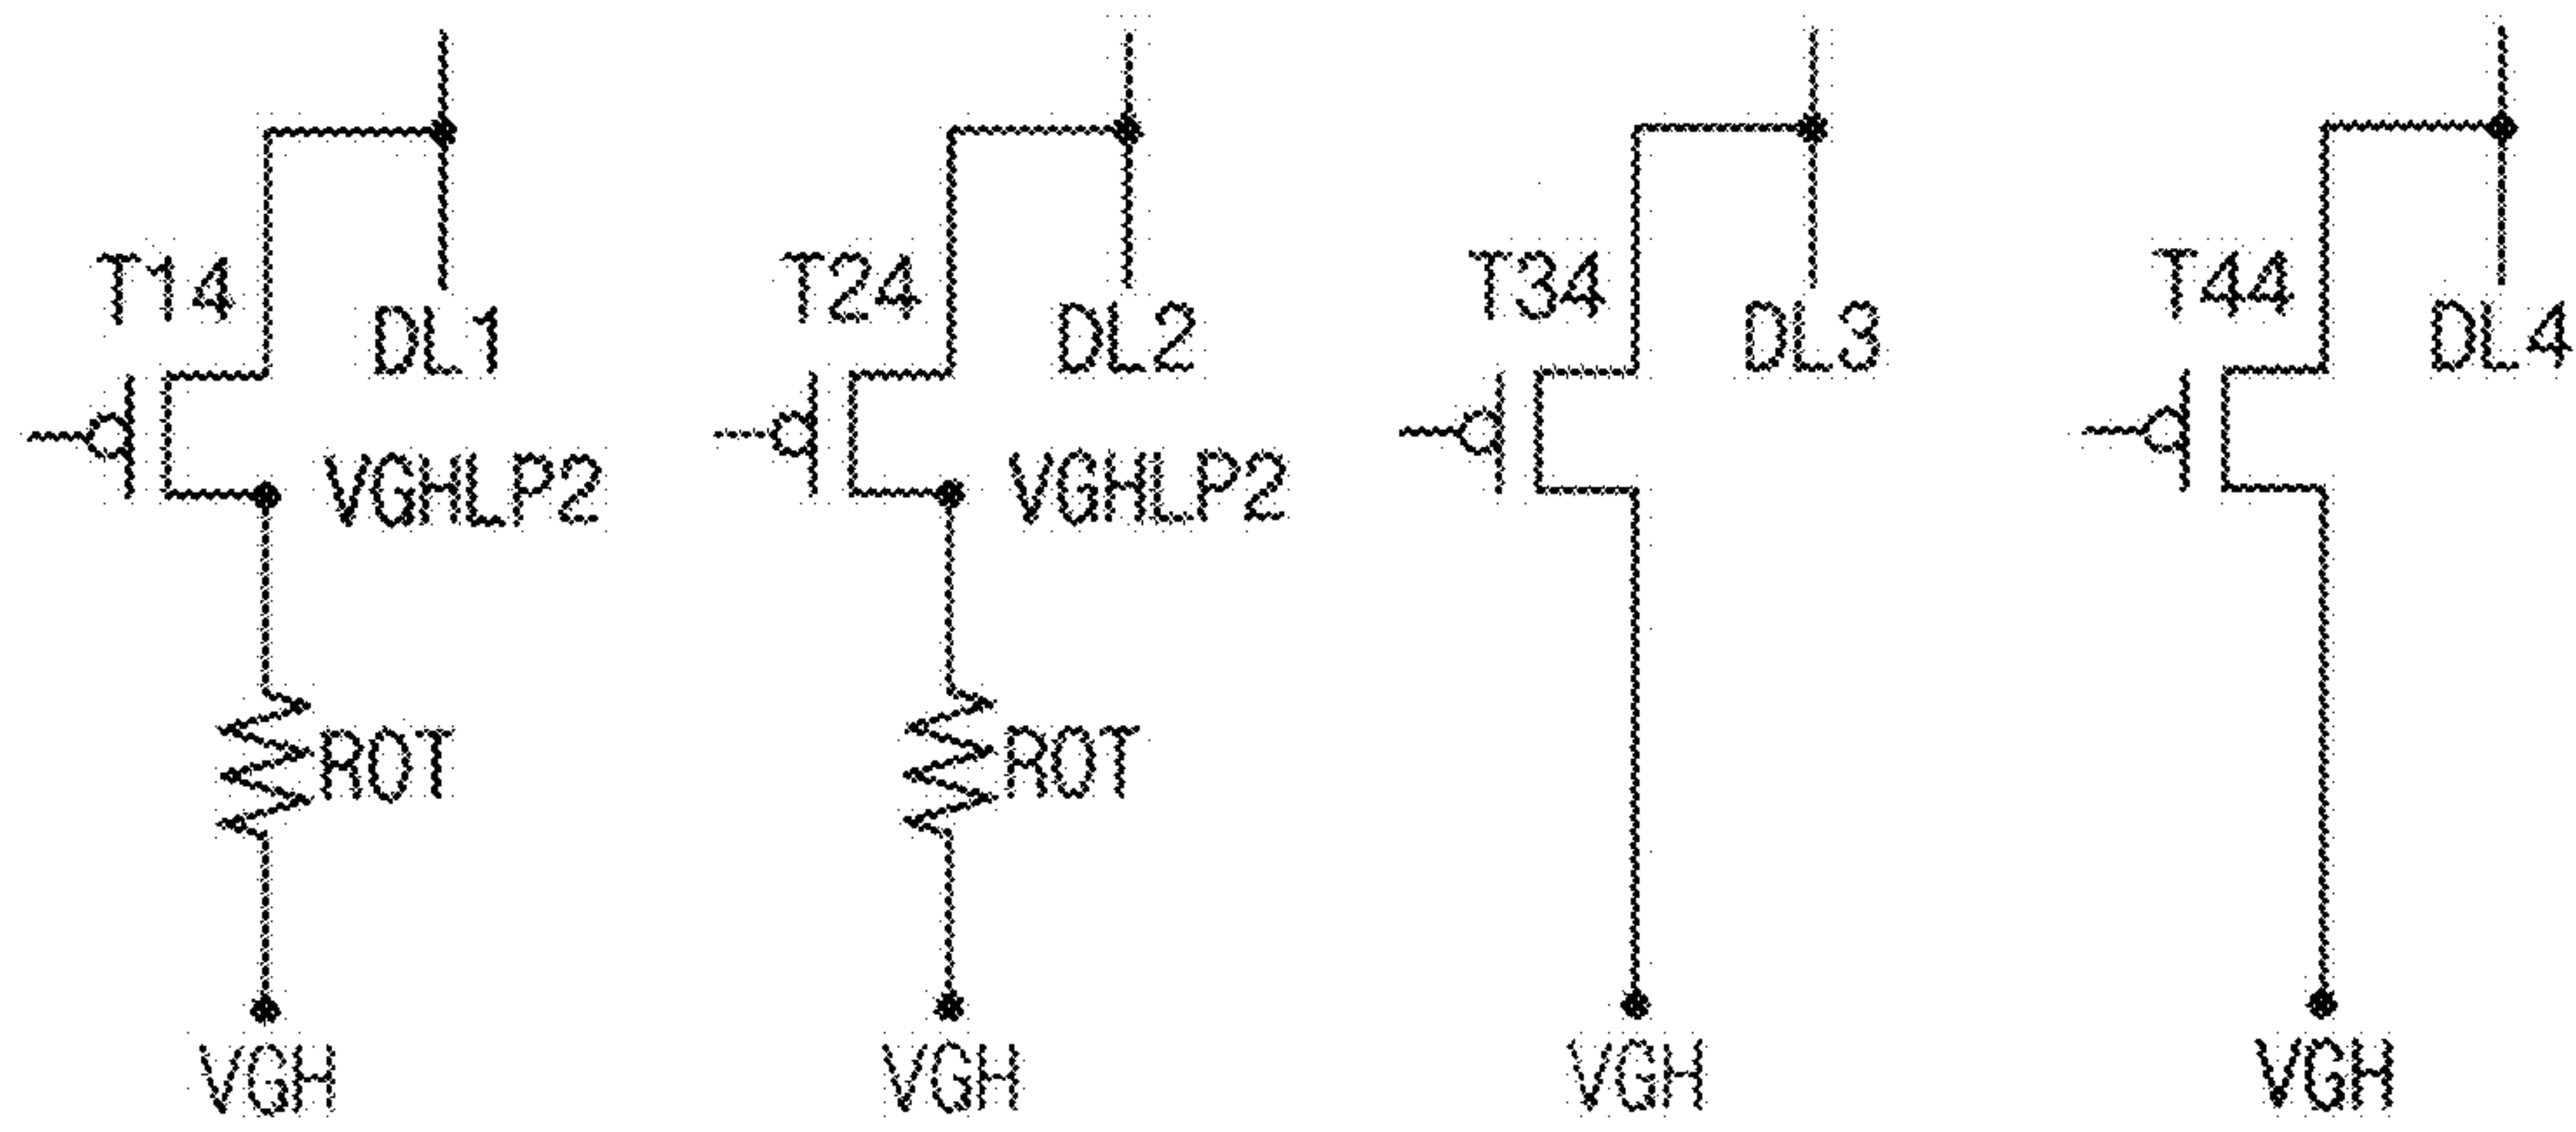 T14 T24 T34 T44
DL1 DL2 DL3 DL4
VGHLP2 VGHLP2
ROT ROT
VGH VGH VGH VGH